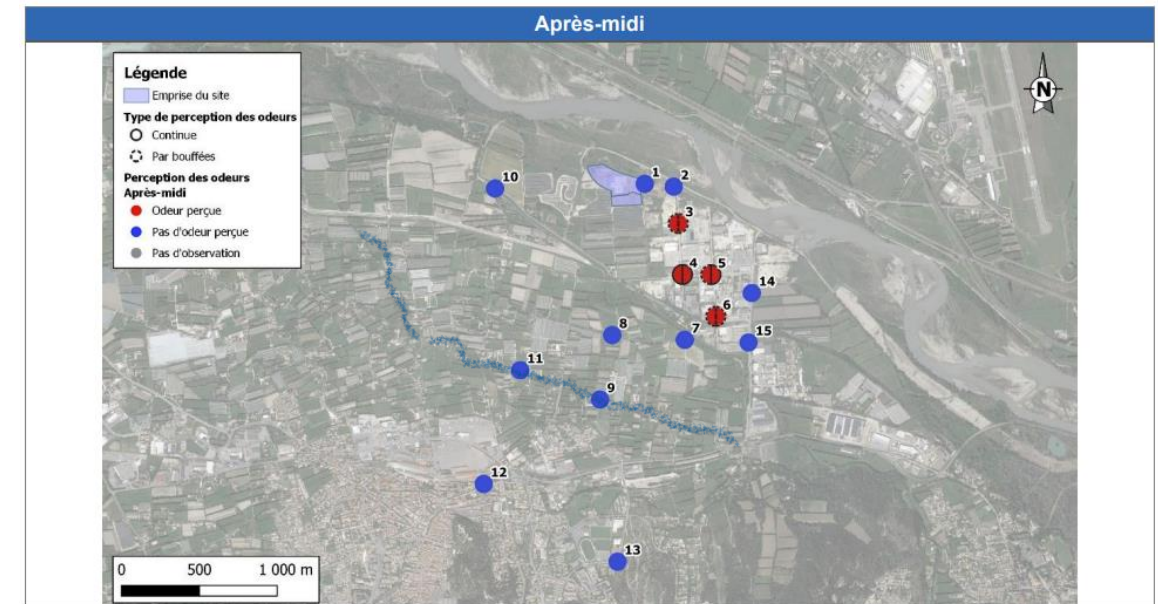 Après-midi
Légende
Emprise du site
Type de perception des odeurs
Continue
Par bouffées
Perception des odeurs
Après-midi
Odeur perçue
Pas d'odeur perçue
Pas d'observation
N
1
2
10
3
4
5
14
6
8
7
15
11
9
12
13
0 500 1 000 m